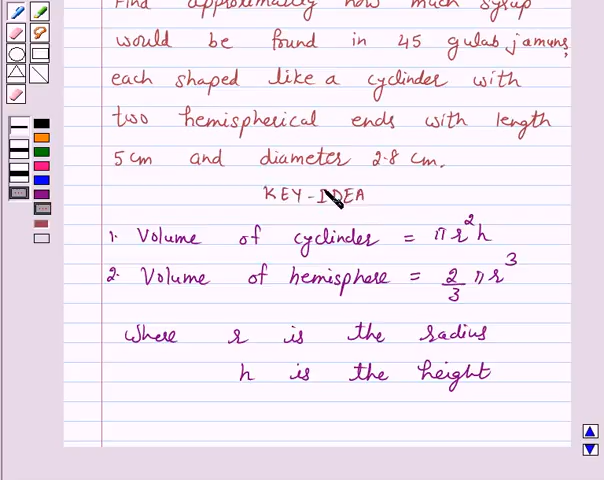 Find approximately how much syrup
would be found in 45 gulab jamuns,
each shaped like a cyclinder with
two hemispherical ends with length
5 cm and diameter 2.8 cm.
KEY-IDEA
1. Volume of cyclinder = πr²h
2. Volume of hemisphere = 2/3 πr³
Where r is the radius
h is the height